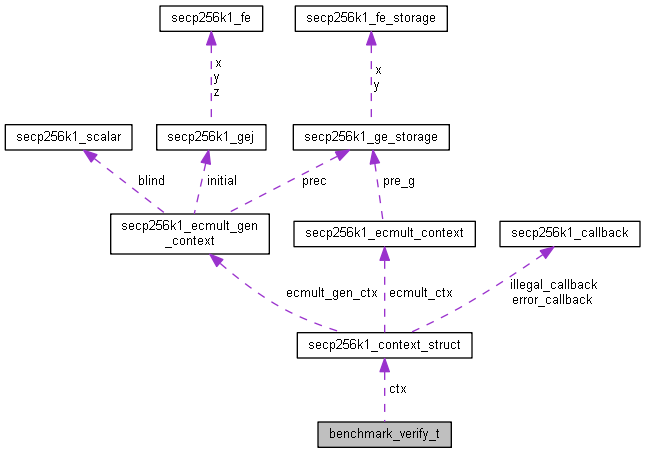 secp256k1_fe
secp256k1_fe_storage
x
y
z
x
y
secp256k1_scalar
secp256k1_gej
secp256k1_ge_storage
blind
initial
prec
pre_g
secp256k1_ecmult_gen
_context
secp256k1_ecmult_context
secp256k1_callback
ecmult_gen_ctx
ecmult_ctx
illegal_callback
error_callback
secp256k1_context_struct
ctx
benchmark_verify_t